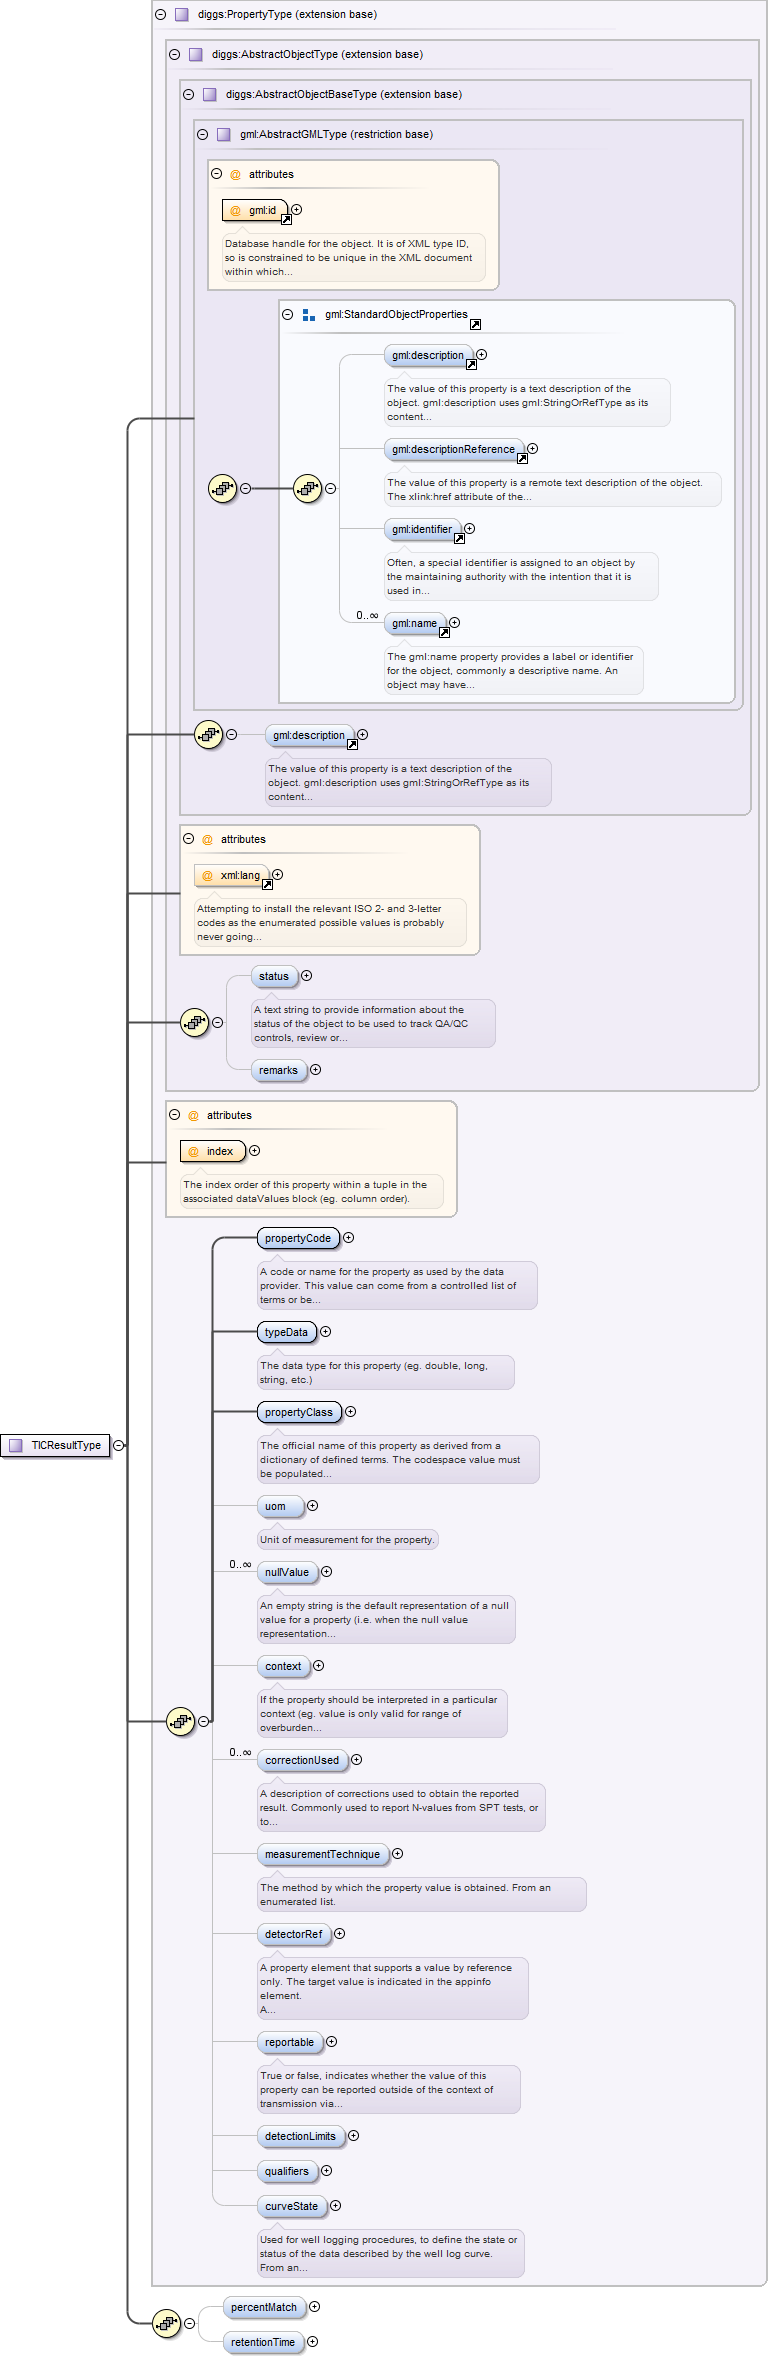 diggs:PropertyType (extension base)
diggs:AbstractObjectType (extension base)
diggs:AbstractObjectBaseType (extension base)
gml:AbstractGMLType (restriction base)
@ attributes
@ gml:id
Database handle for the object. It is of XML type ID,
so is constrained to be unique in the XML document
within which...
gml:StandardObjectProperties
gml:description
The value of this property is a text description of the
object. gml:description uses gml:StringOrRefType as its
content...
gml:descriptionReference
The value of this property is a remote text description of the object.
The xlink:href attribute of the...
gml:identifier
Often, a special identifier is assigned to an object by
the maintaining authority with the intention that it is
used in...
0..∞
gml:name
The gml:name property provides a label or identifier
for the object, commonly a descriptive name. An
object may have...
gml:description
The value of this property is a text description of the
object. gml:description uses gml:StringOrRefType as its
content...
@ attributes
@ xml:lang
Attempting to install the relevant ISO 2- and 3-letter
codes as the enumerated possible values is probably
never going...
status
A text string to provide information about the
status of the object to be used to track QA/QC
controls, review or...
remarks
@ attributes
@ index
The index order of this property within a tuple in the
associated dataValues block (eg. column order).
propertyCode
A code or name for the property as used by the data
provider. This value can come from a controlled list of
terms or be...
typeData
The data type for this property (eg. double, long,
string, etc.)
propertyClass
The official name of this property as derived from a
dictionary of defined terms. The codespace value must
be populated...
TICResultType
uom
Unit of measurement for the property.
0..∞
nullValue
An empty string is the default representation of a null
value for a property (i.e. when the null value
representation...
context
If the property should be interpreted in a particular
context (eg. value is only valid for range of
overburden...
0..∞
correctionUsed
A description of corrections used to obtain the reported
result. Commonly used to report N-values from SPT tests, or
to...
measurementTechnique
The method by which the property value is obtained. From an
enumerated list.
detectorRef
A property element that supports a value by reference
only. The target value is indicated in the appinfo
element.
A...
reportable
True or false, indicates whether the value of this
property can be reported outside of the context of
transmission via...
detectionLimits
qualifiers
curveState
Used for well logging procedures, to define the state or
status of the data described by the well log curve.
From an...
percentMatch
retentionTime